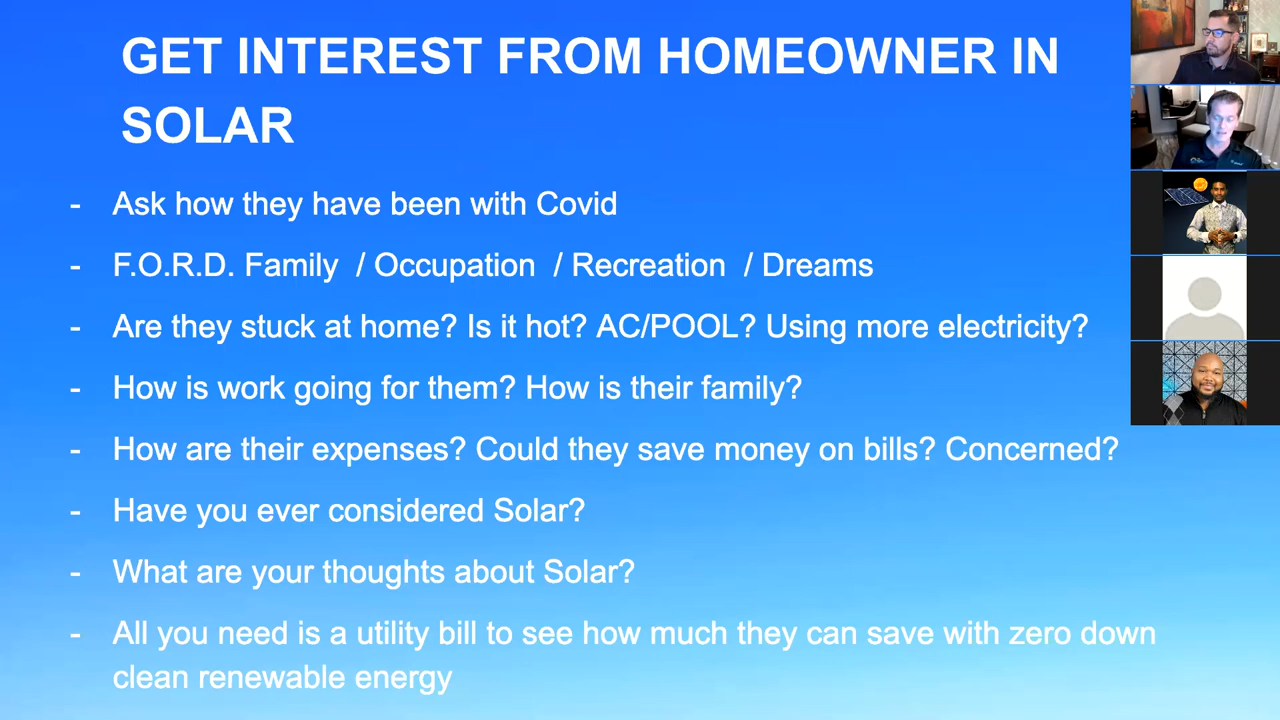 GET INTEREST FROM HOMEOWNER IN
SOLAR
- Ask how they have been with Covid
- F.O.R.D. Family / Occupation / Recreation / Dreams
- Are they stuck at home? Is it hot? AC/POOL? Using more electricity?
- How is work going for them? How is their family?
- How are their expenses? Could they save money on bills? Concerned?
- Have you ever considered Solar?
- What are your thoughts about Solar?
- All you need is a utility bill to see how much they can save with zero down
clean renewable energy